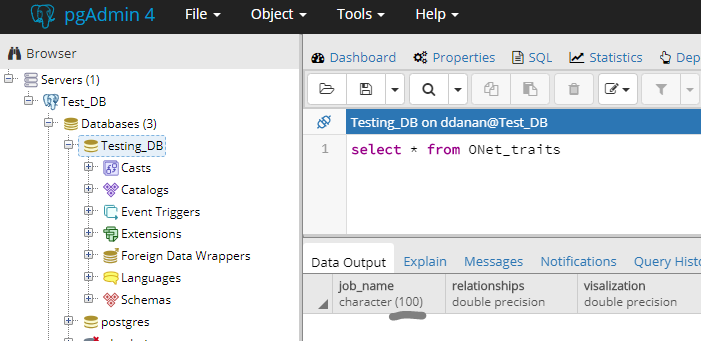 pgAdmin 4 File Object Tools Help
Browser
Servers (1)
Test_DB
Databases (3)
Testing_DB
Casts
Catalogs
Event Triggers
Extensions
Foreign Data Wrappers
Languages
Schemas
postgres
Dashboard Properties SQL Statistics Dep
Testing_DB on ddanan@Test_DB
1 select * from ONet_traits
Data Output Explain Messages Notifications Query Hist
job_name relationships visalization
character (100) double precision double precision